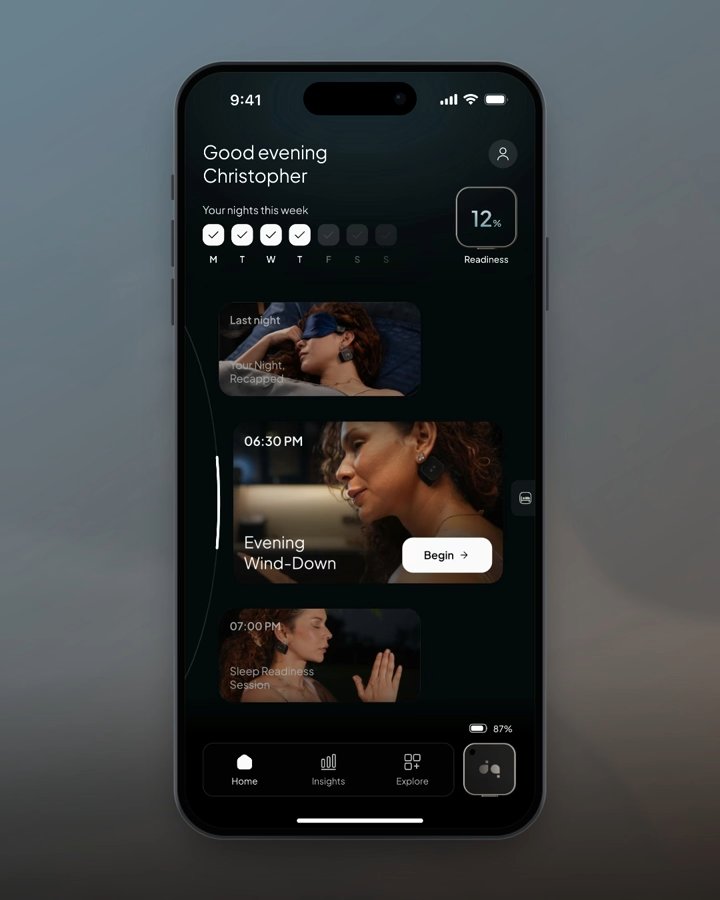 9:41
Good evening
Christopher
Your nights this week
M T W T F S S
12%
Readiness
Last night
Your Night,
Recapped
06:30 PM
Evening
Wind-Down
Begin →
07:00 PM
Sleep Readiness
Session
87%
Home
Insights
Explore